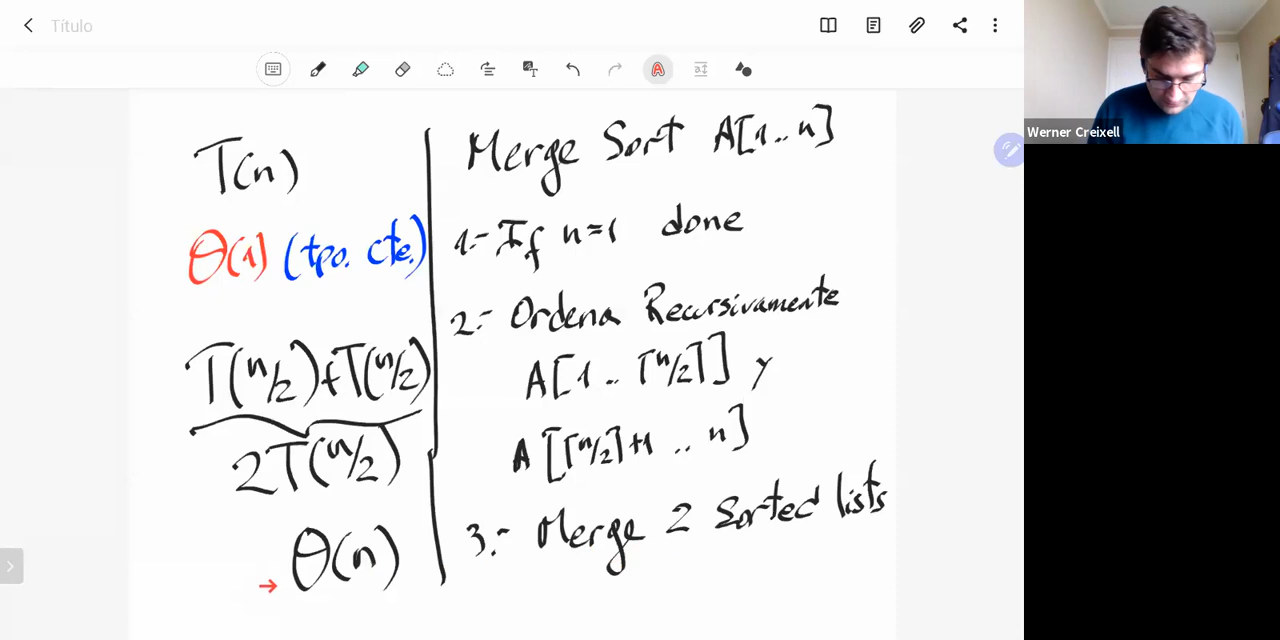 Título
Werner Creixell
T(n)
Θ(1) (tpo. cte.)
T(n/2)+T(n/2)
2T(n/2)
→ Θ(n)
Merge Sort A[1..n]
1.- If n=1 done
2.- Ordena Recursivamente
A[1..⌈n/2⌉] y
A[⌈n/2⌉+1 .. n]
3.- Merge 2 Sorted lists